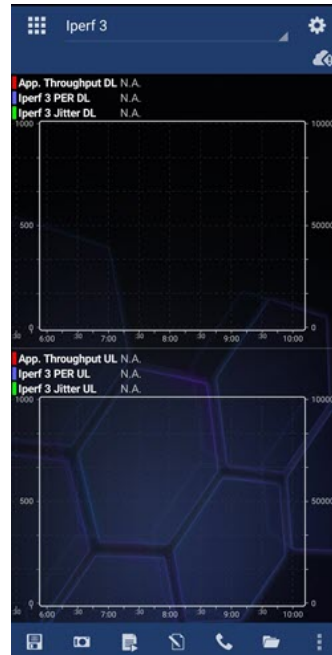 Iperf 3
App. Throughput DL N.A.
Iperf 3 PER DL N.A.
Iperf 3 Jitter DL N.A.
1000 10000
500 50000
0 0
:30 6:00 :30 7:00 :30 8:00 :30 9:00 :30 10:00
App. Throughput UL N.A.
Iperf 3 PER UL N.A.
Iperf 3 Jitter UL N.A.
1000 10000
500 50000
0 0
:30 6:00 :30 7:00 :30 8:00 :30 9:00 :30 10:00